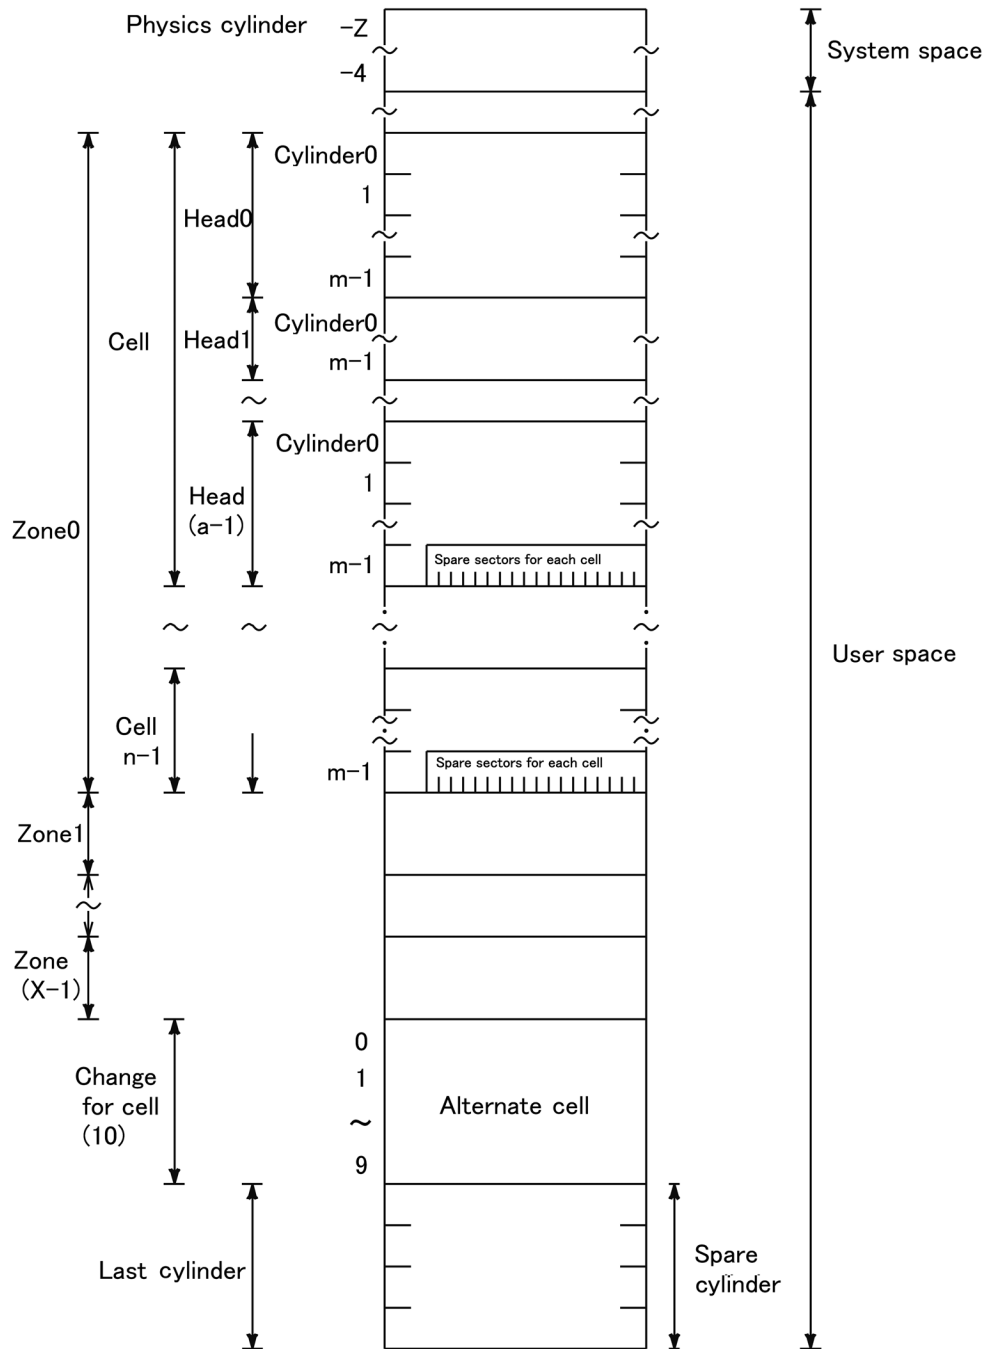 Physics cylinder
-Z
-4
System space
Cylinder0
1
Head0
m-1
Cylinder0
Cell
Head1
m-1
Cylinder0
1
Head
(a-1)
Zone0
m-1
Spare sectors for each cell
User space
Cell
n-1
m-1
Spare sectors for each cell
Zone1
Zone
(X-1)
0
1
~
9
Change
for cell
(10)
Alternate cell
Last cylinder
Spare
cylinder